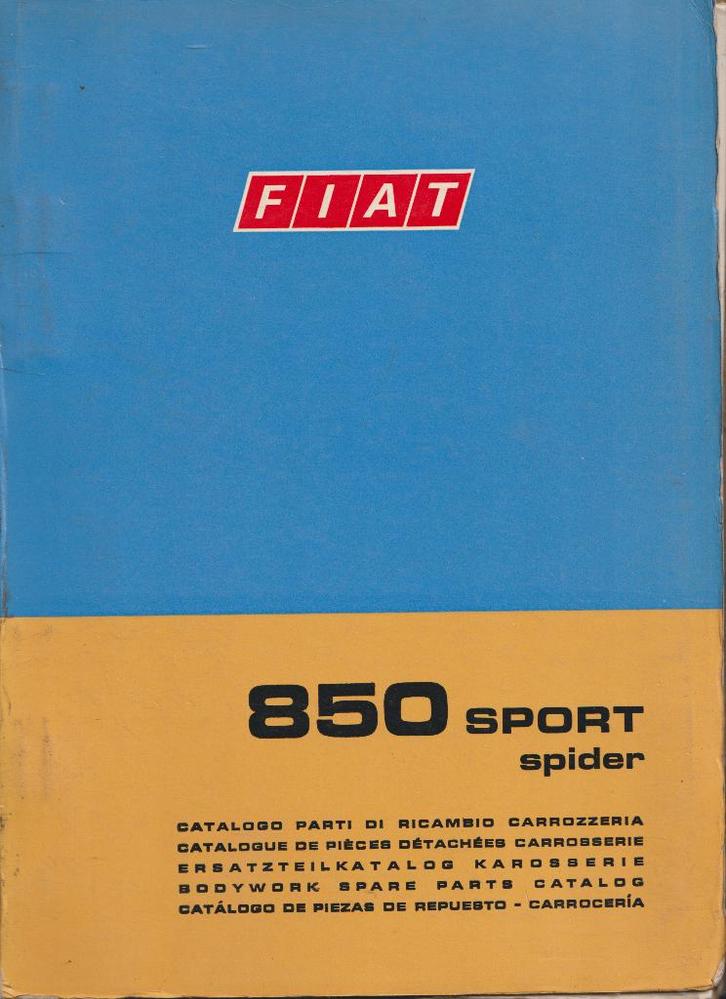 FIAT
850 SPORT
spider
CATALOGO PARTI DI RICAMBIO CARROZZERIA
CATALOGUE DE PIÈCES DÉTACHÉES CARROSSERIE
ERSATZTEILKATALOG KAROSSERIE
BODYWORK SPARE PARTS CATALOG
CATÁLOGO DE PIEZAS DE REPUESTO - CARROCERÍA